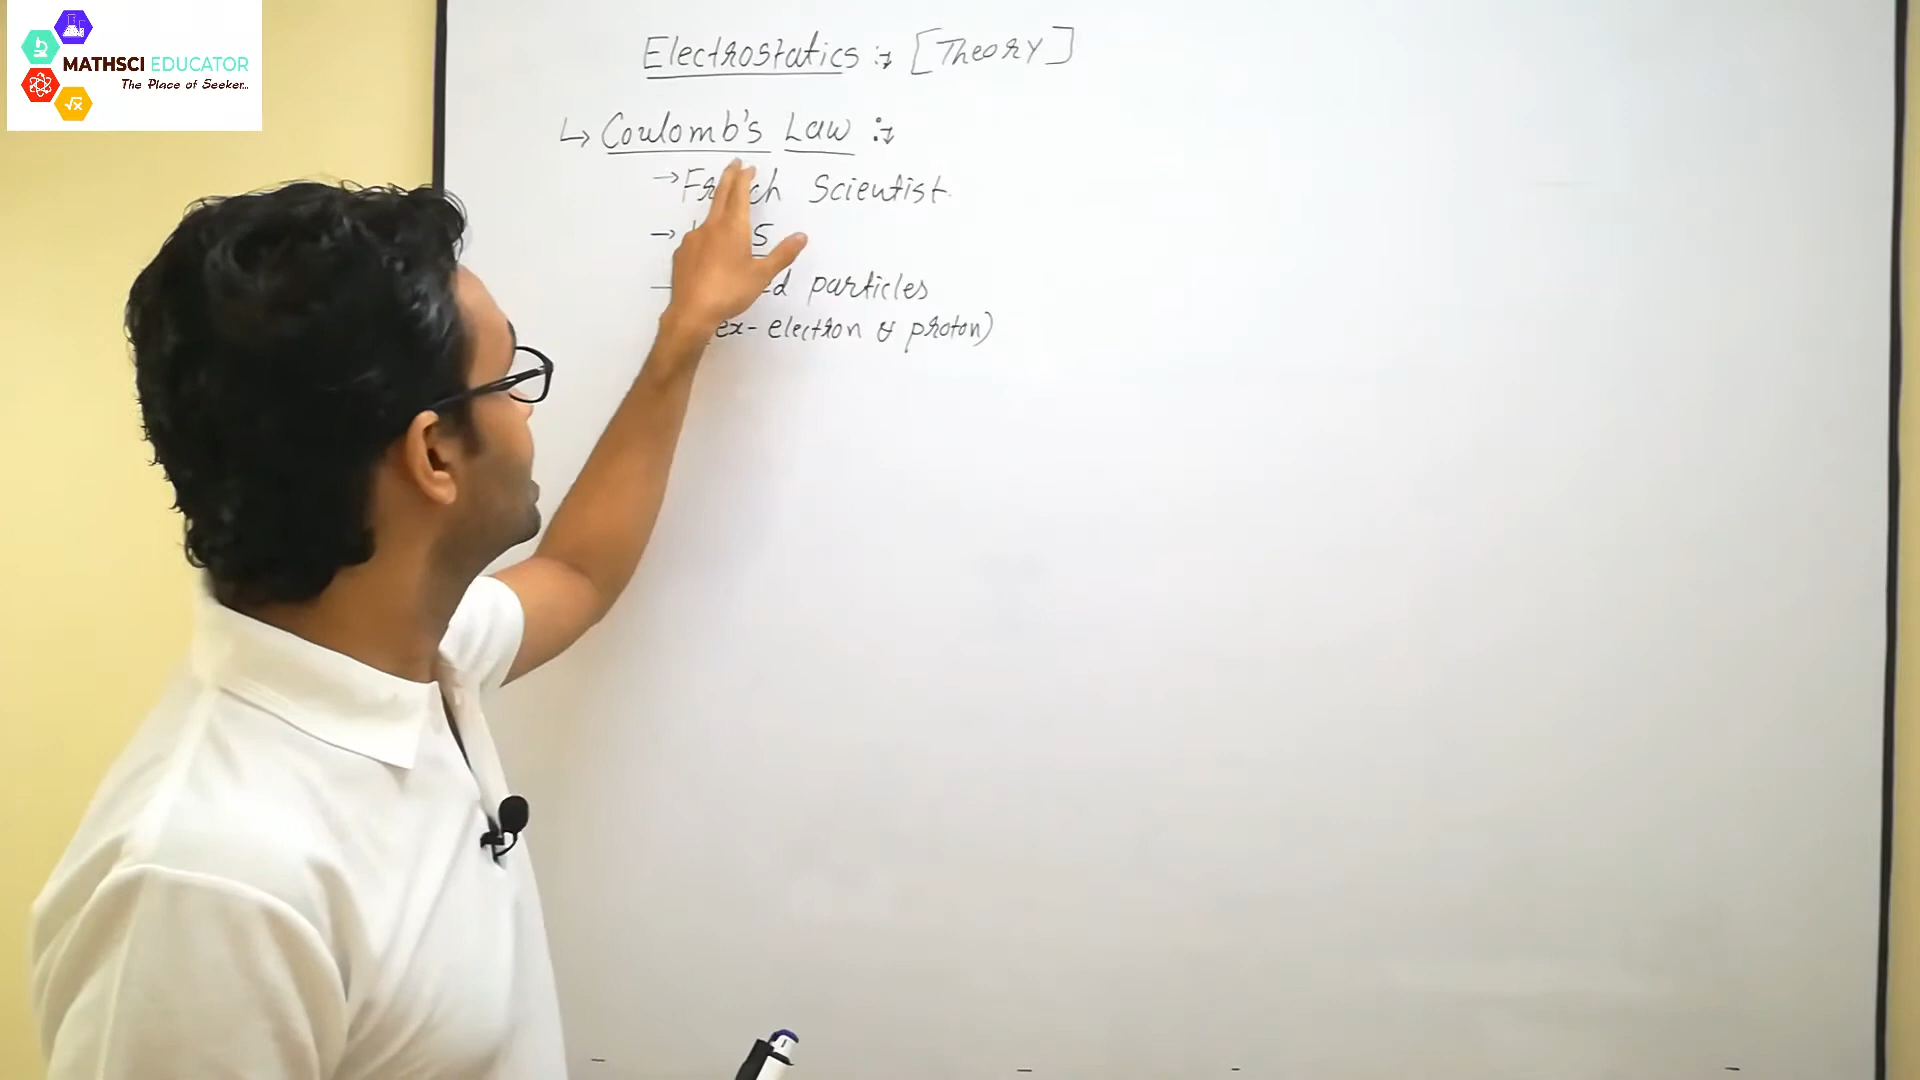 MATHSCI EDUCATOR
The Place of Seeker...
Electrostatics :→ [Theory]
↳ Coulomb's Law :→
→ French Scientist
→
→ particles
(ex- electron & proton)